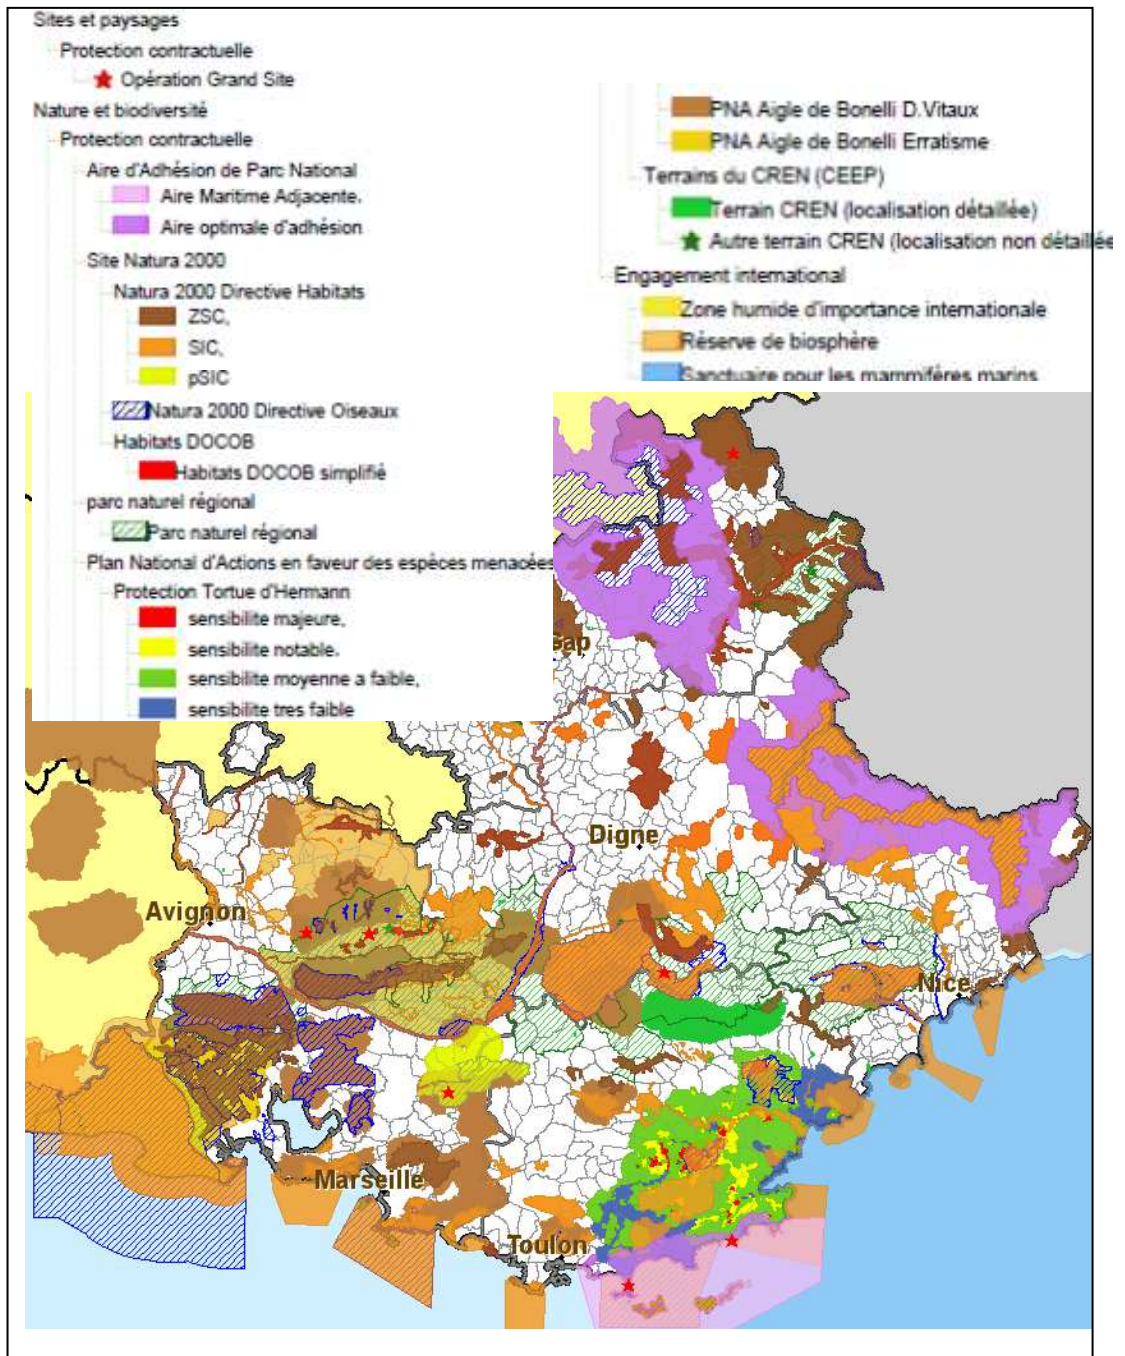 Sites et paysages
Protection contractuelle
Opération Grand Site
Nature et biodiversité
Protection contractuelle
Aire d'Adhésion de Parc National
Aire Maritime Adjacente,
Aire optimale d'adhésion
Site Natura 2000
Natura 2000 Directive Habitats
ZSC,
SIC,
pSIC
Natura 2000 Directive Oiseaux
Habitats DOCOB
Habitats DOCOB simplifié
parc naturel régional
Parc naturel régional
Plan National d'Actions en faveur des espèces menacées
Protection Tortue d'Hermann
sensibilite majeure,
sensibilite notable,
sensibilite moyenne a faible,
sensibilite tres faible
PNA Aigle de Bonelli D.Vitaux
PNA Aigle de Bonelli Erratisme
Terrains du CREN (CEEP)
Terrain CREN (localisation détaillée)
Autre terrain CREN (localisation non détaillée
Engagement international
Zone humide d'importance internationale
Réserve de biosphère
Sanctuaire pour les mammifères marins
Gap
Digne
Avignon
Nice
Marseille
Toulon